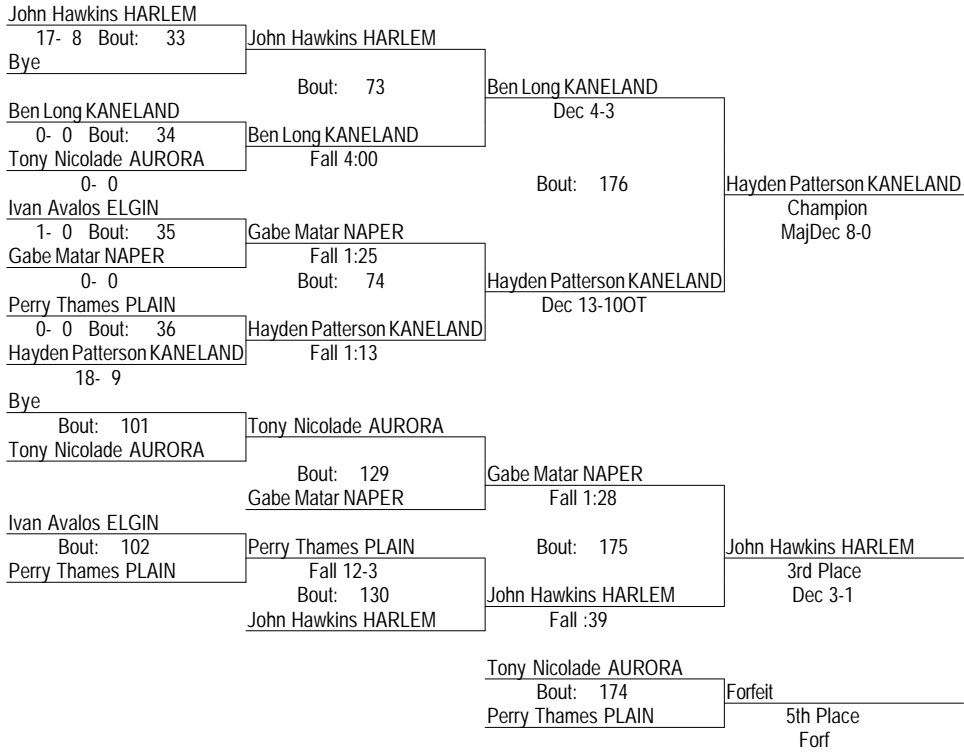 John Hawkins HARLEM
17- 8 Bout: 33
John Hawkins HARLEM
Bye
Bout: 73
Ben Long KANELAND
Dec 4-3
Ben Long KANELAND
0- 0 Bout: 34
Ben Long KANELAND
Tony Nicolade AURORA
Fall 4:00
0- 0
Bout: 176
Hayden Patterson KANELAND
Champion
MajDec 8-0
Ivan Avalos ELGIN
1- 0 Bout: 35
Gabe Matar NAPER
Gabe Matar NAPER
Fall 1:25
0- 0
Bout: 74
Hayden Patterson KANELAND
Dec 13-10OT
Perry Thames PLAIN
0- 0 Bout: 36
Hayden Patterson KANELAND
Hayden Patterson KANELAND
Fall 1:13
18- 9
Bye
Bout: 101
Tony Nicolade AURORA
Tony Nicolade AURORA
Bout: 129
Gabe Matar NAPER
Gabe Matar NAPER
Fall 1:28
Ivan Avalos ELGIN
Bout: 102
Perry Thames PLAIN
Perry Thames PLAIN
Fall 12-3
Bout: 175
John Hawkins HARLEM
3rd Place
Dec 3-1
Bout: 130
John Hawkins HARLEM
John Hawkins HARLEM
Fall :39
Tony Nicolade AURORA
Bout: 174
Forfeit
Perry Thames PLAIN
5th Place
Forf